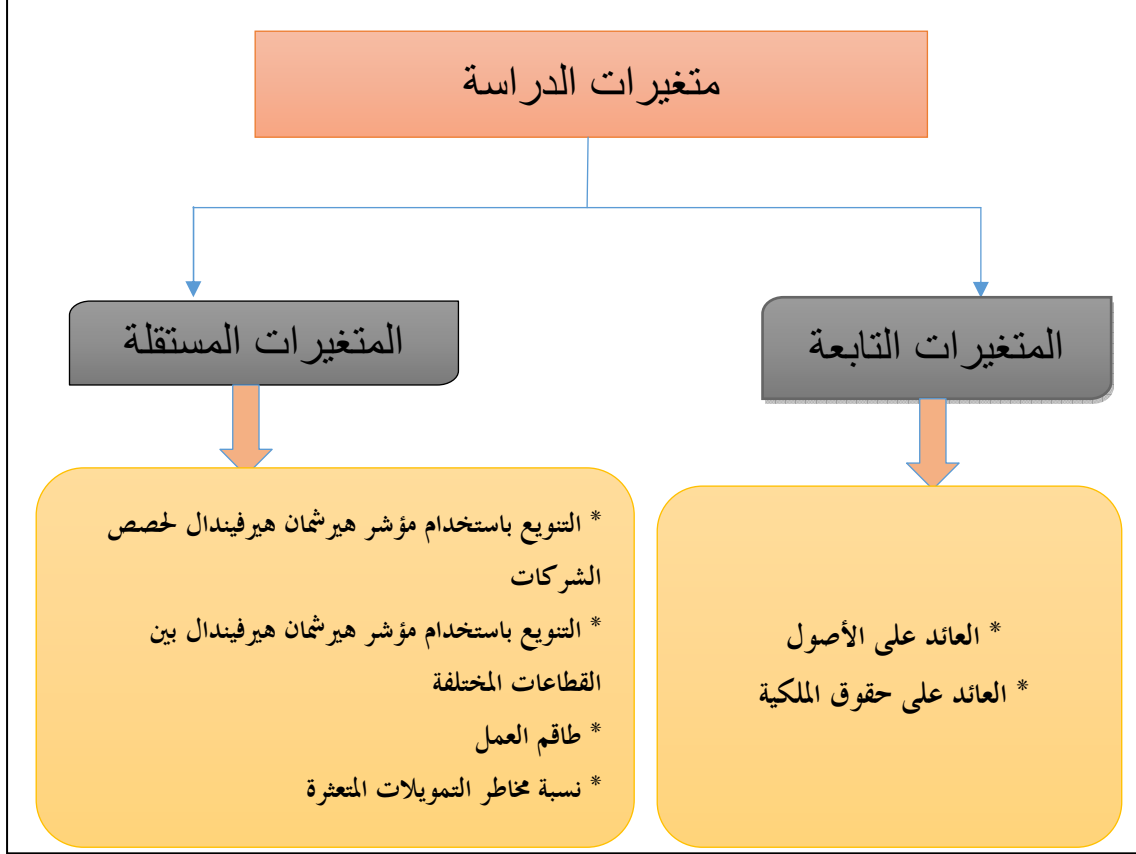 متغيرات الدراسة
المتغيرات التابعة
المتغيرات المستقلة
* العائد على الأصول
* العائد على حقوق الملكية
* التنويع باستخدام مؤشر هيرشمان هيرفيندال لحصص
الشركات
* التنويع باستخدام مؤشر هيرشمان هيرفيندال بين
القطاعات المختلفة
* طاقم العمل
* نسبة مخاطر التمويلات المتعثرة